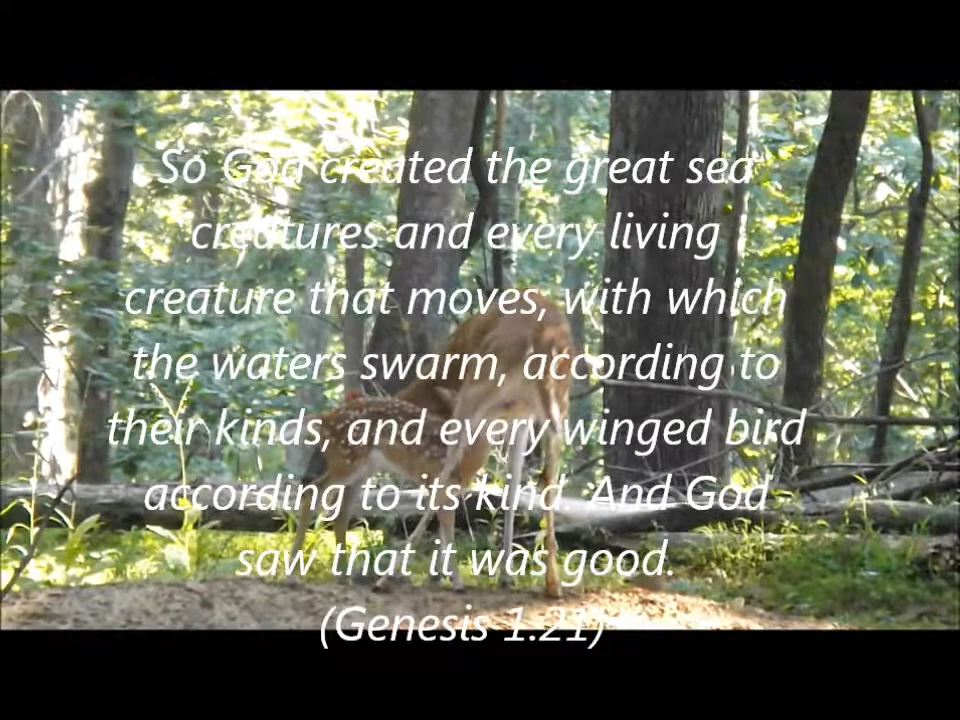 So God created the great sea
creatures and every living
creature that moves, with which
the waters swarm, according to
their kinds, and every winged bird
according to its kind. And God
saw that it was good.
(Genesis 1.21)